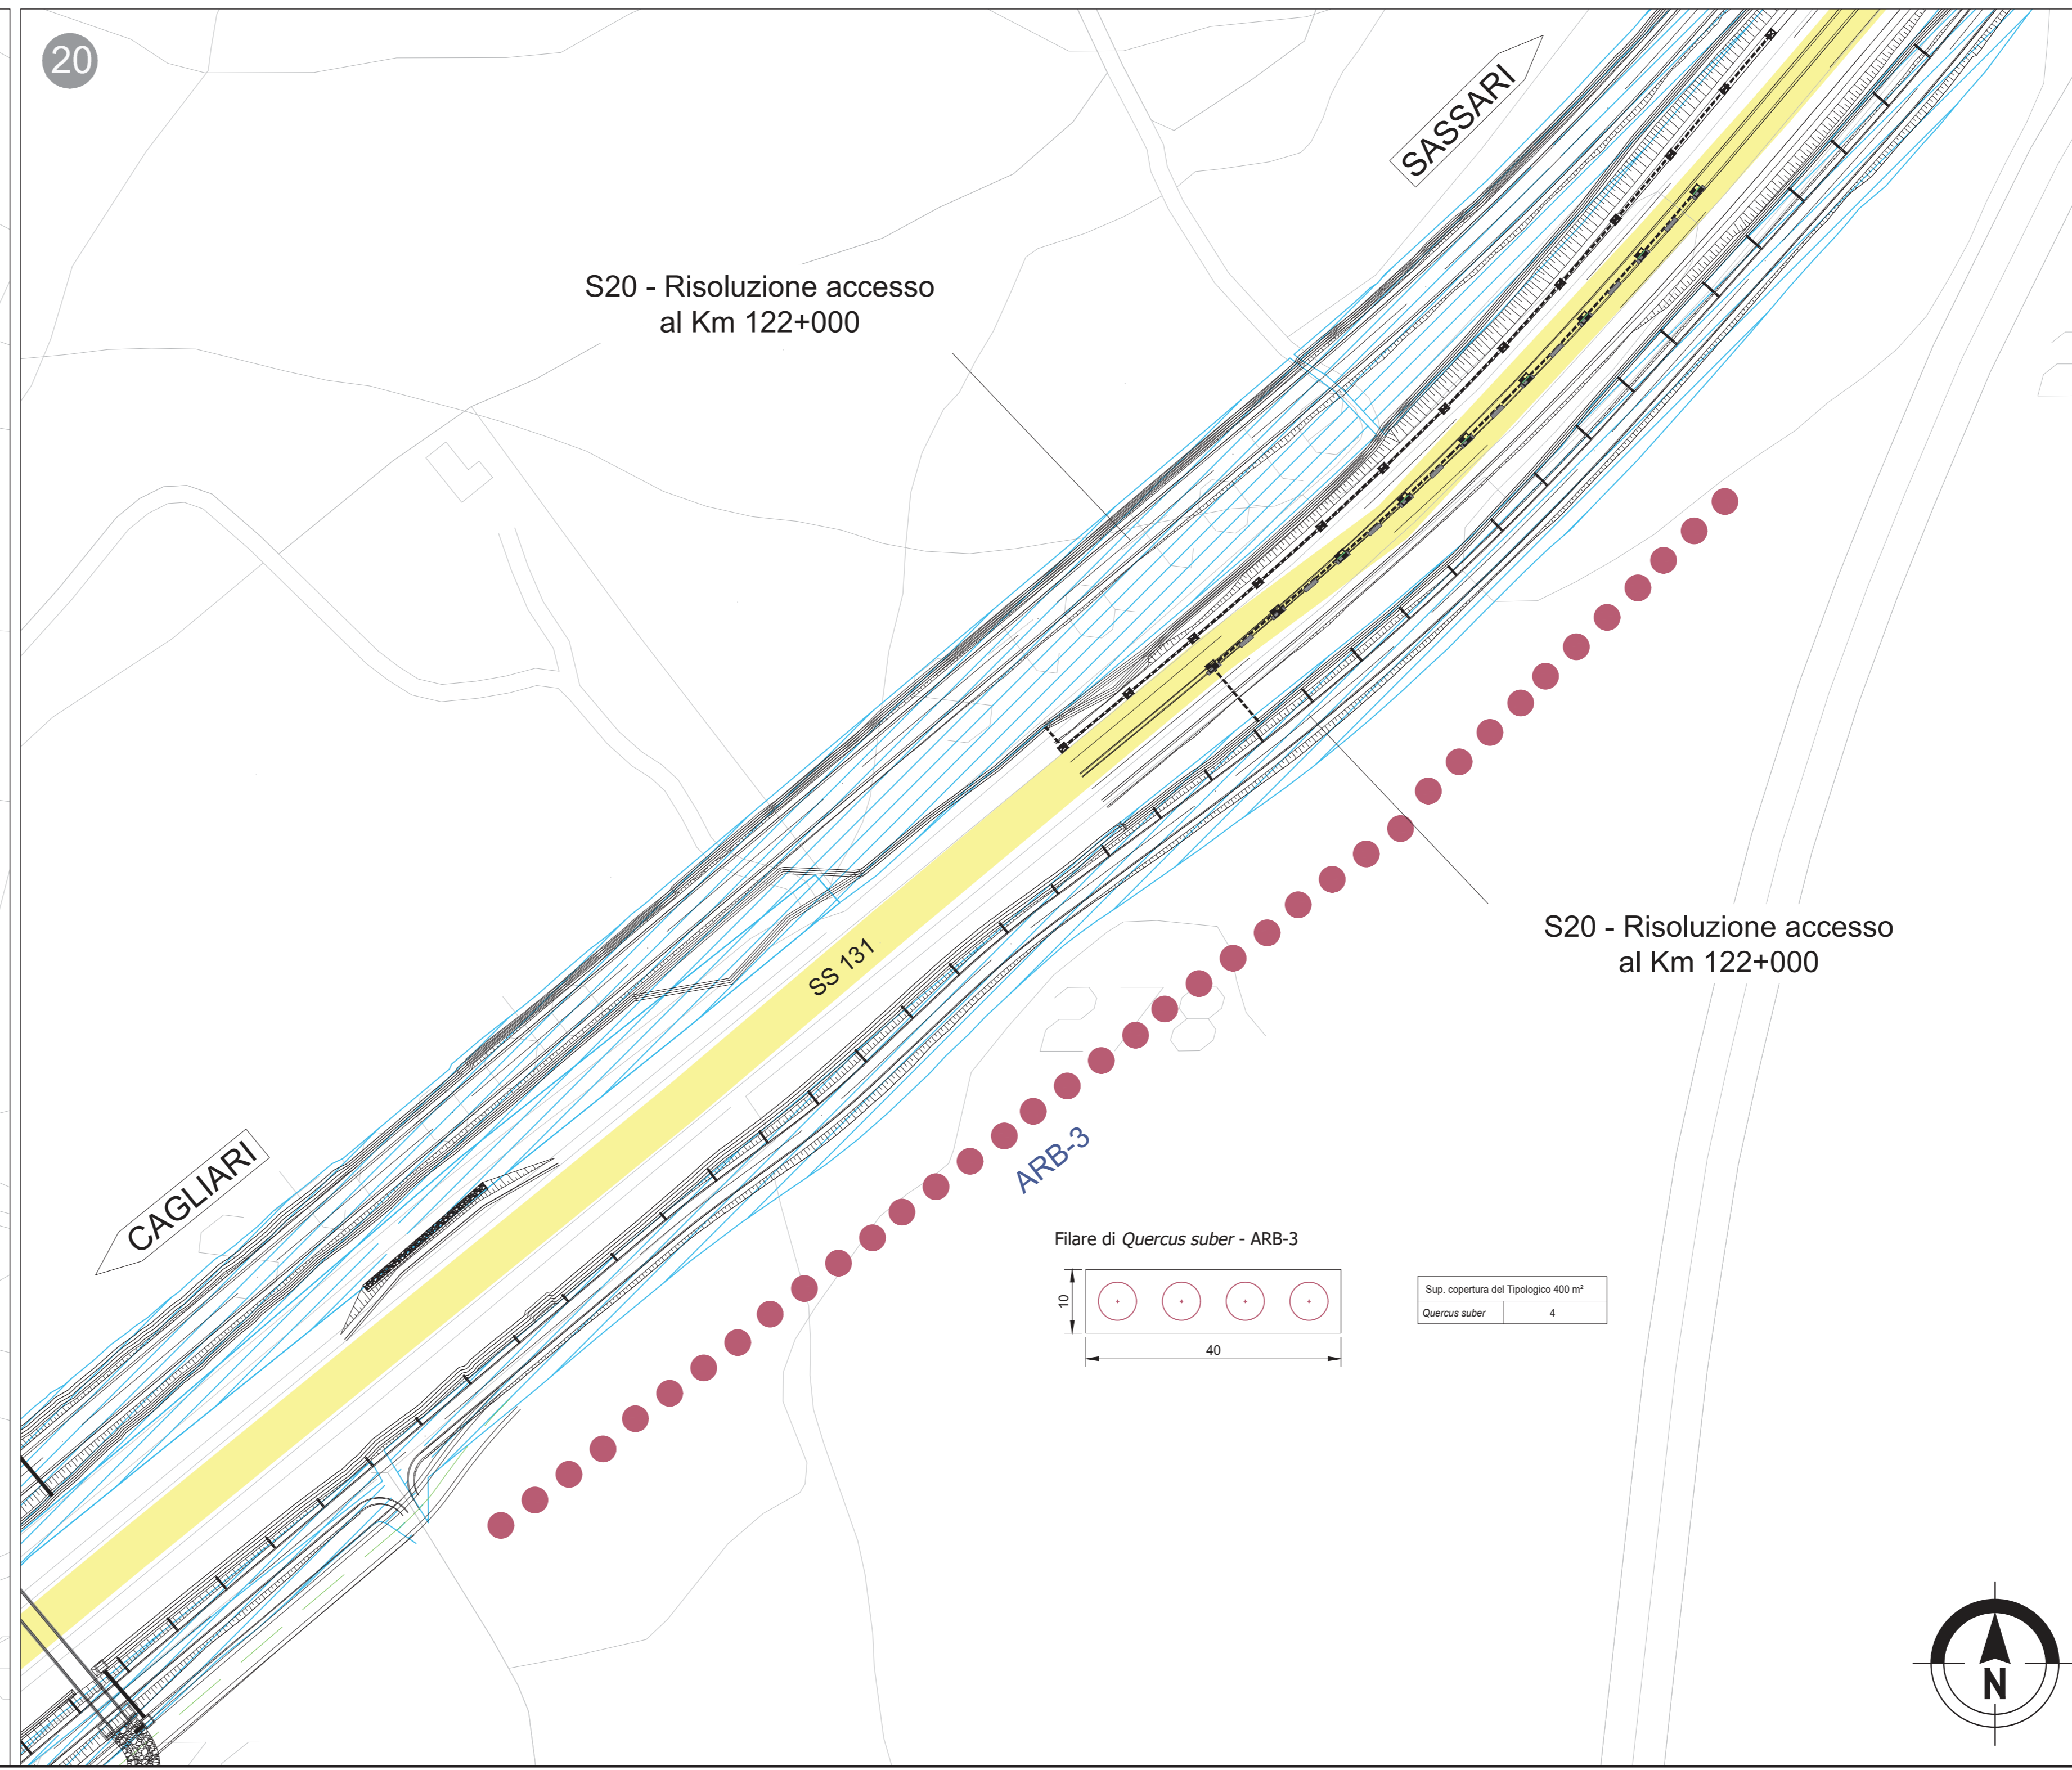 20
SASSARI
S20 - Risoluzione accesso
al Km 122+000
SS 131
S20 - Risoluzione accesso
al Km 122+000
CAGLIARI
ARB-3
Filare di Quercus suber - ARB-3
10
40
Sup. copertura del Tipologico 400 m²
Quercus suber 4
N